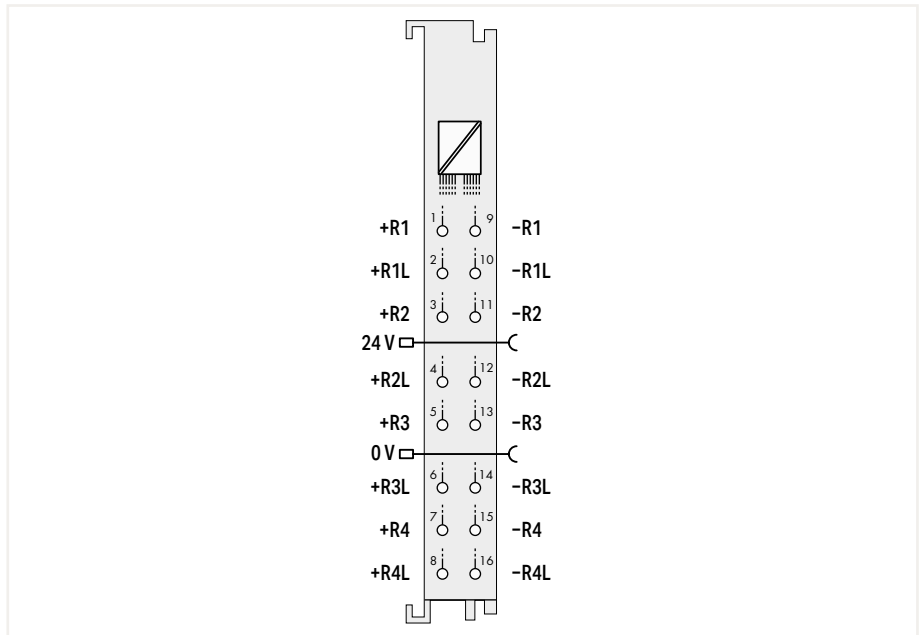 +R1 1 9 −R1
+R1L 2 10 −R1L
+R2 3 11 −R2
24 V
+R2L 4 12 −R2L
+R3 5 13 −R3
0 V
+R3L 6 14 −R3L
+R4 7 15 −R4
+R4L 8 16 −R4L